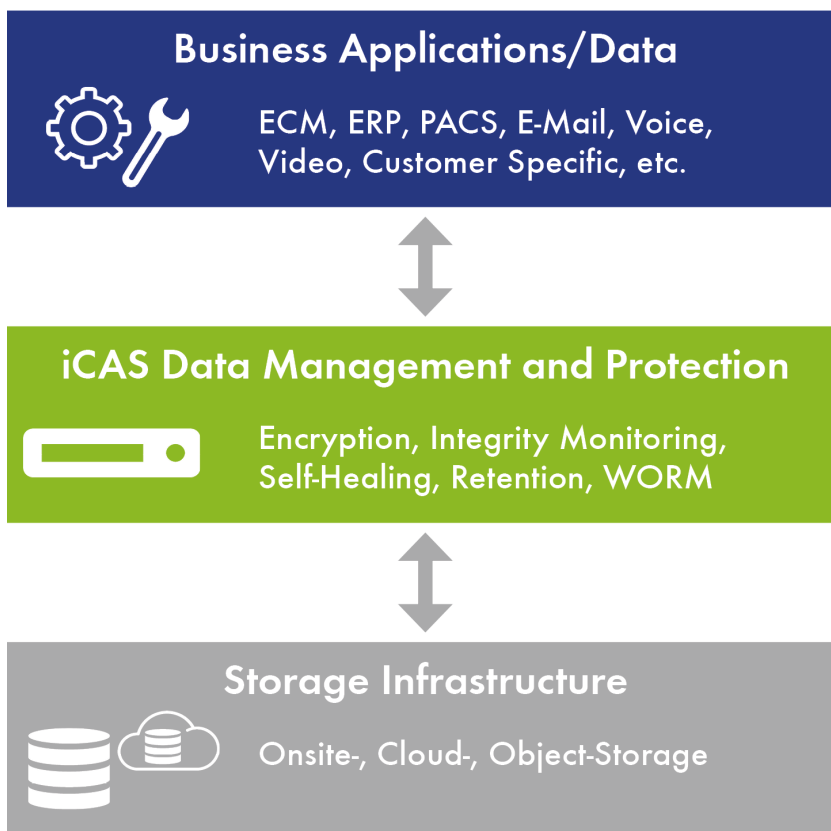 Business Applications/Data
ECM, ERP, PACS, E-Mail, Voice,
Video, Customer Specific, etc.
iCAS Data Management and Protection
Encryption, Integrity Monitoring,
Self-Healing, Retention, WORM
Storage Infrastructure
Onsite-, Cloud-, Object-Storage